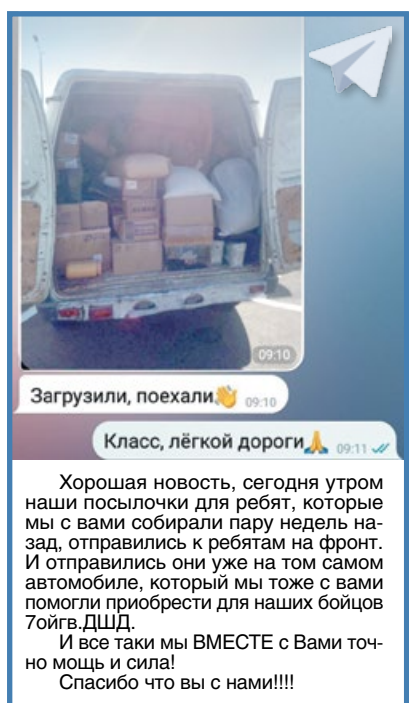 09:10
Загрузили, поехали👋 09:10
Класс, лёгкой дороги🙏 09:11
Хорошая новость, сегодня утром
наши посылочки для ребят, которые
мы с вами собирали пару недель на-
зад, отправились к ребятам на фронт.
И отправились они уже на том самом
автомобиле, который мы тоже с вами
помогли приобрести для наших бойцов
7ойгв.ДШД.
И все таки мы ВМЕСТЕ с Вами точ-
но мощь и сила!
Спасибо что вы с нами!!!!